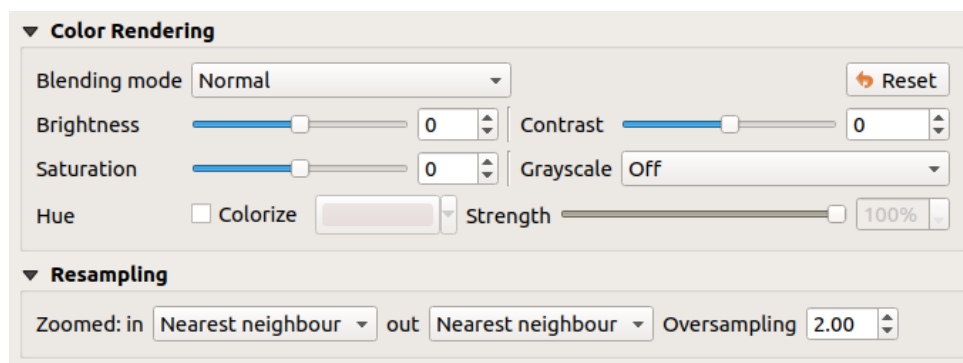 Color Rendering
Blending mode Normal Reset
Brightness 0 Contrast 0
Saturation 0 Grayscale Off
Hue Colorize Strength 100%
Resampling
Zoomed: in Nearest neighbour out Nearest neighbour Oversampling 2.00